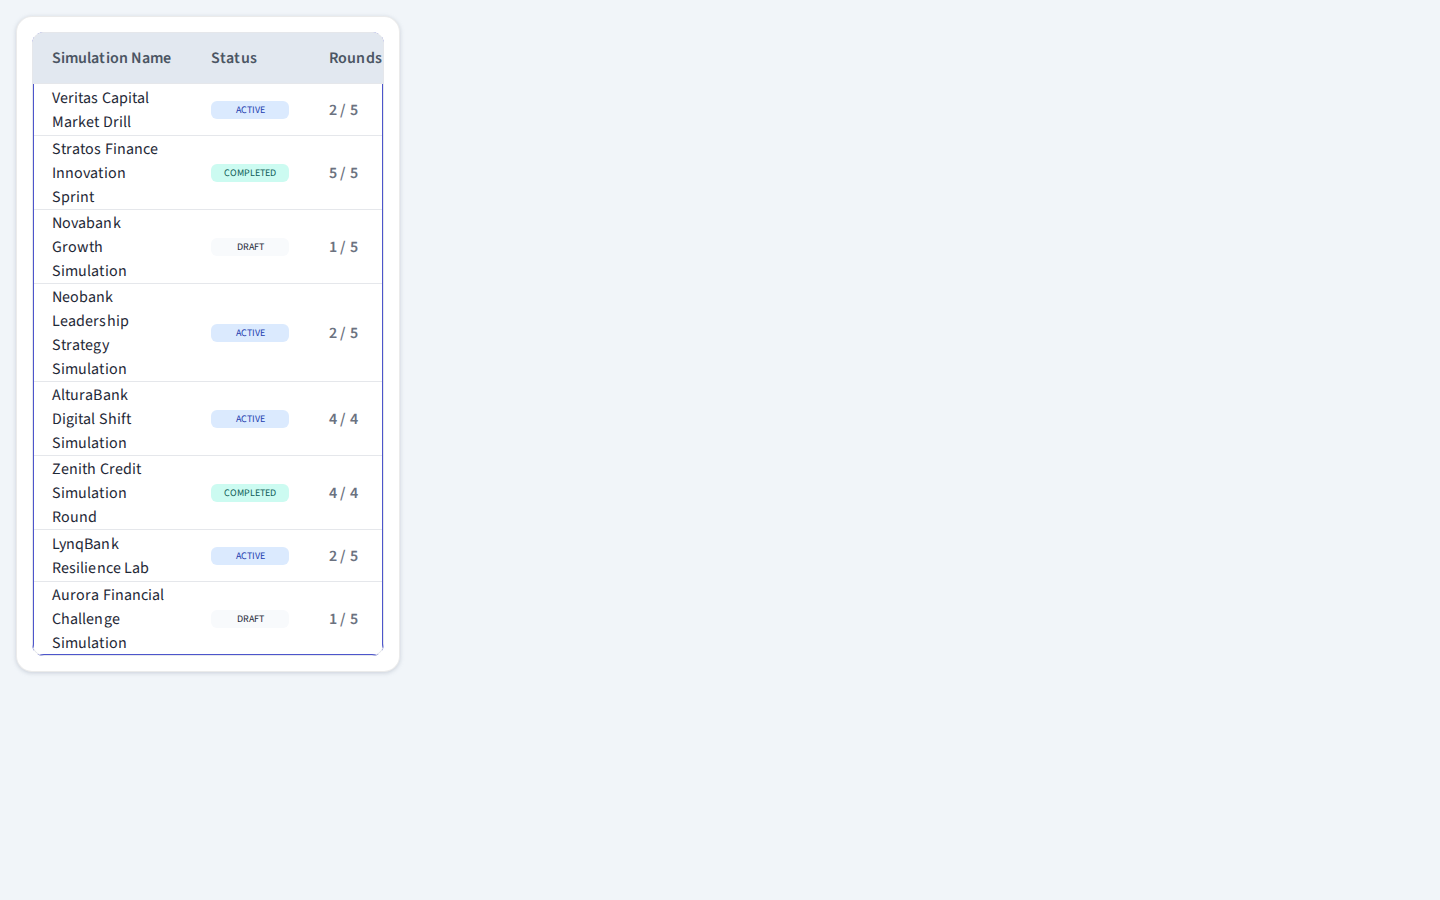 Simulation Name Status Rounds
Veritas Capital
Market Drill
ACTIVE
2 / 5
Stratos Finance
Innovation
Sprint
COMPLETED
5 / 5
Novabank
Growth
Simulation
DRAFT
1 / 5
Neobank
Leadership
Strategy
Simulation
ACTIVE
2 / 5
AlturaBank
Digital Shift
Simulation
ACTIVE
4 / 4
Zenith Credit
Simulation
Round
COMPLETED
4 / 4
LynqBank
Resilience Lab
ACTIVE
2 / 5
Aurora Financial
Challenge
Simulation
DRAFT
1 / 5